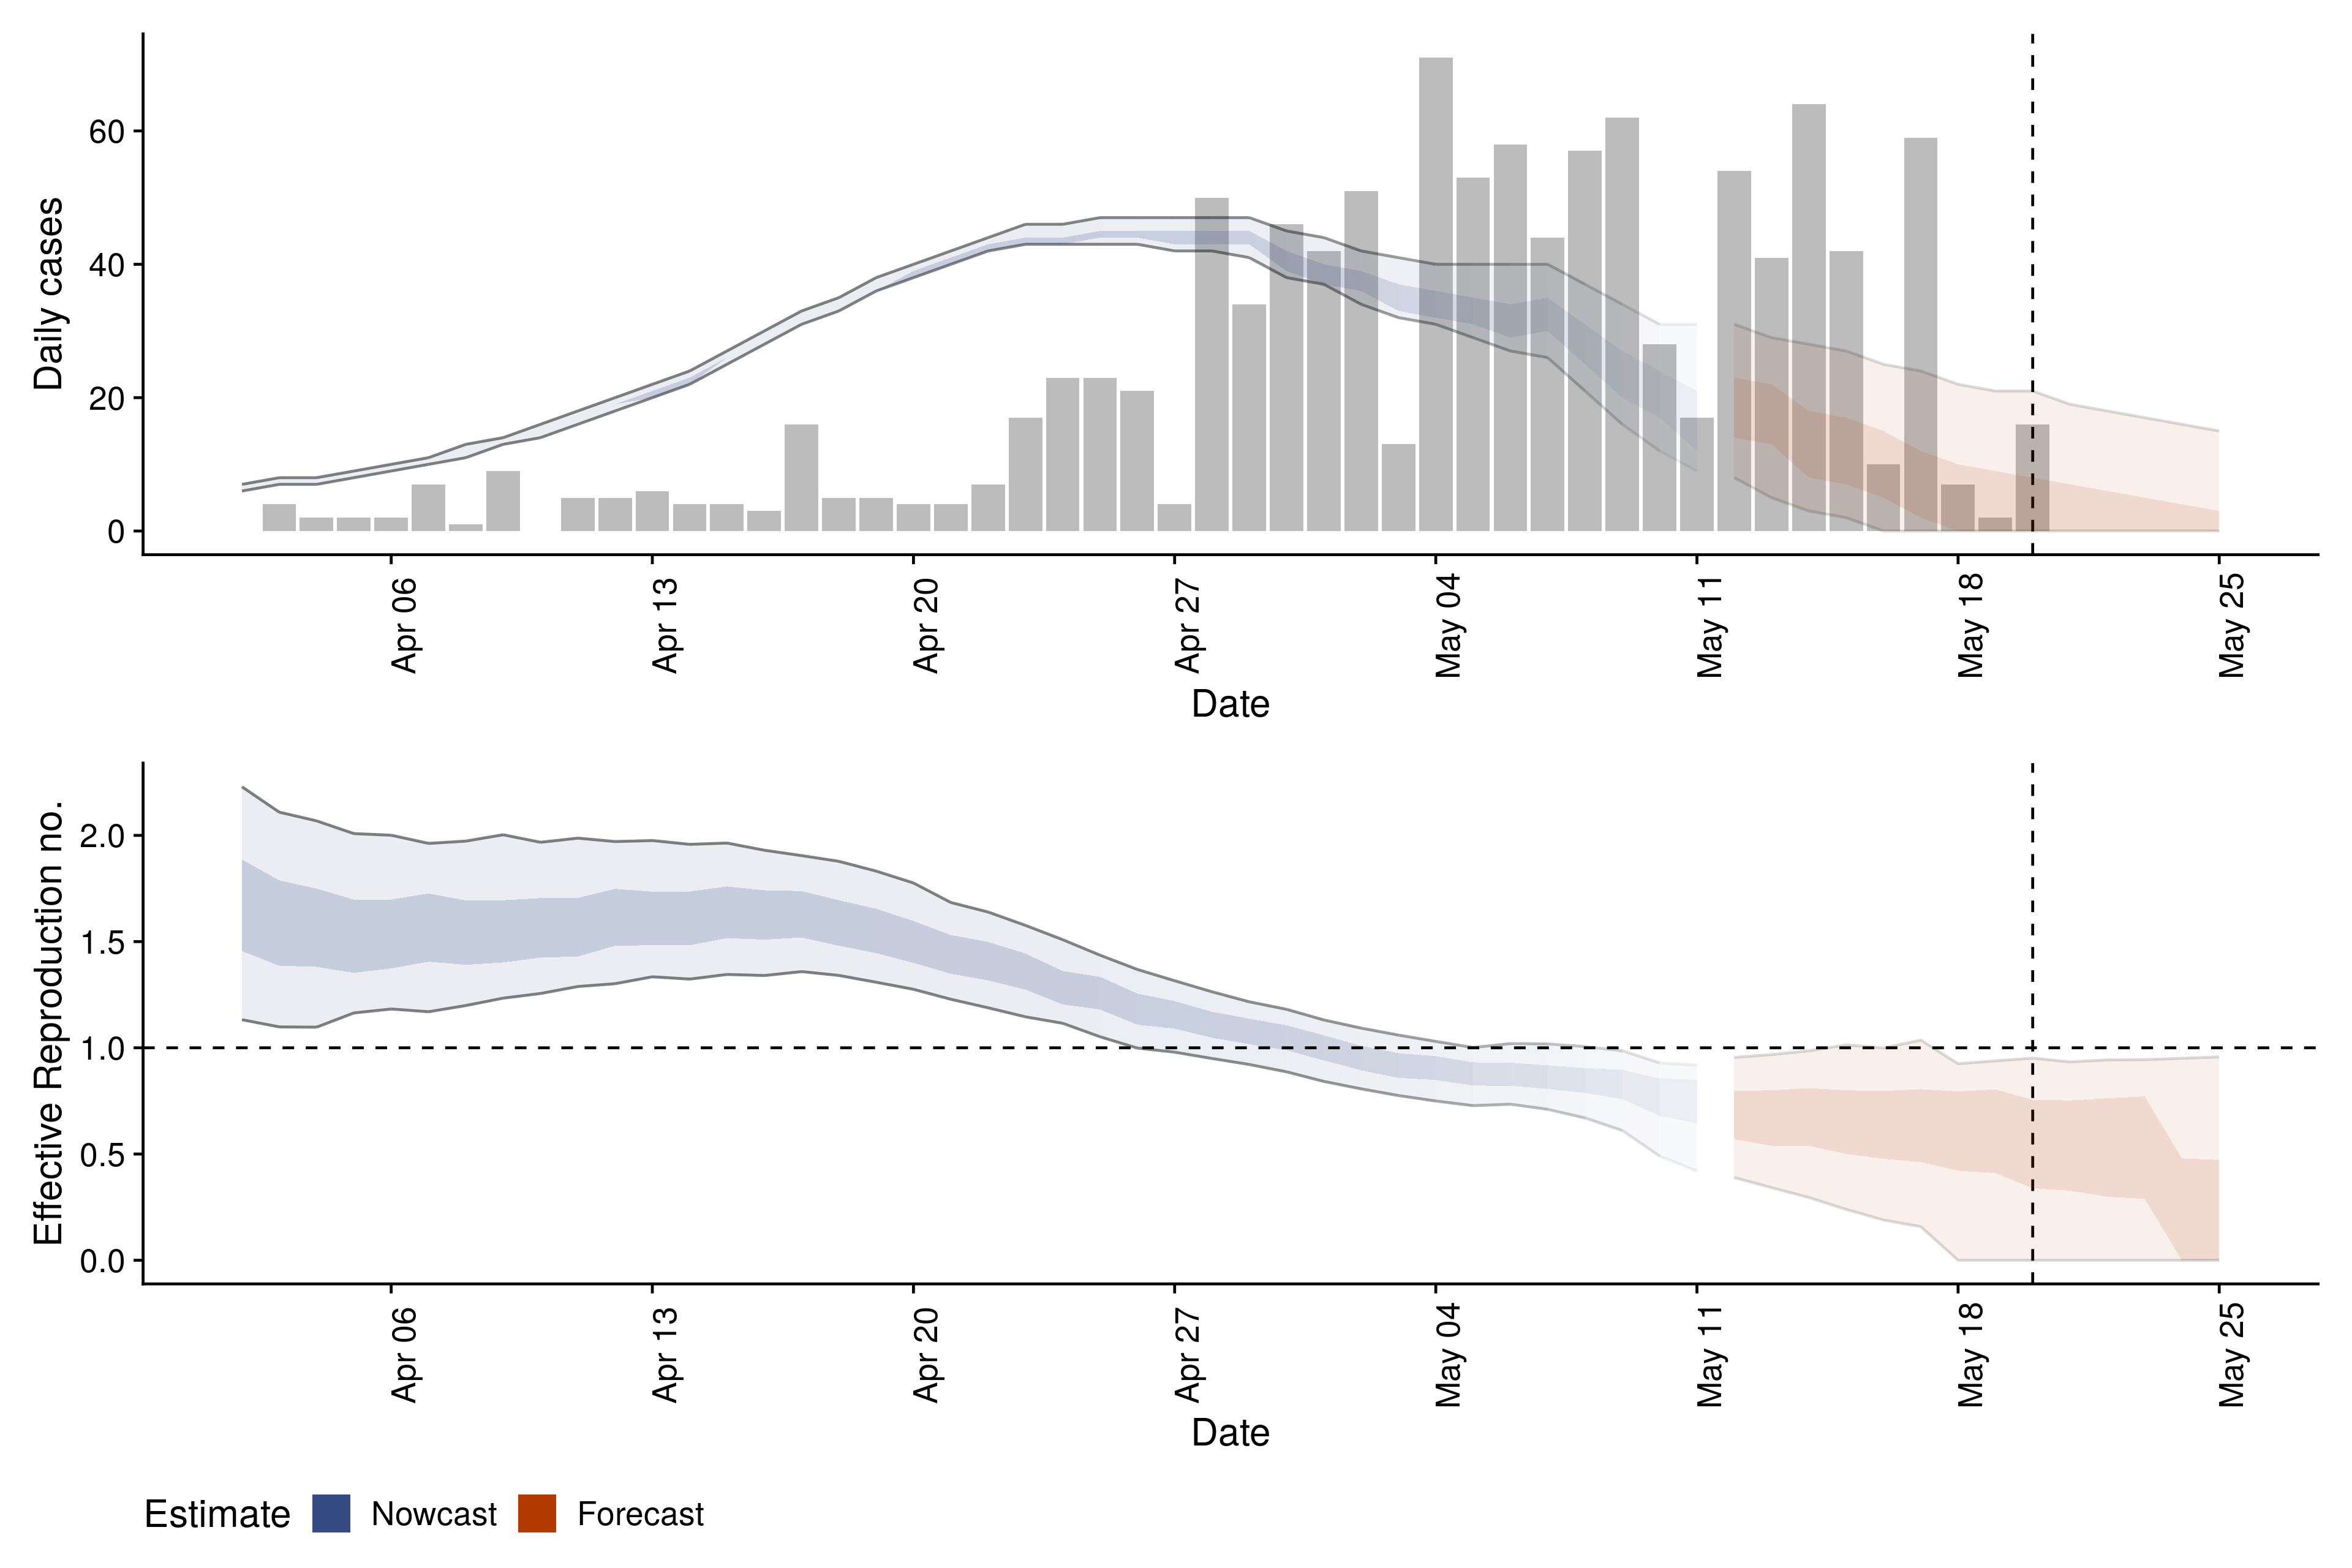 Daily cases
60
40
20
0
Apr 06
Apr 13
Apr 20
Apr 27
May 04
May 11
May 18
May 25
Date
Effective Reproduction no.
2.0
1.5
1.0
0.5
0.0
Apr 06
Apr 13
Apr 20
Apr 27
May 04
May 11
May 18
May 25
Date
Estimate Nowcast Forecast